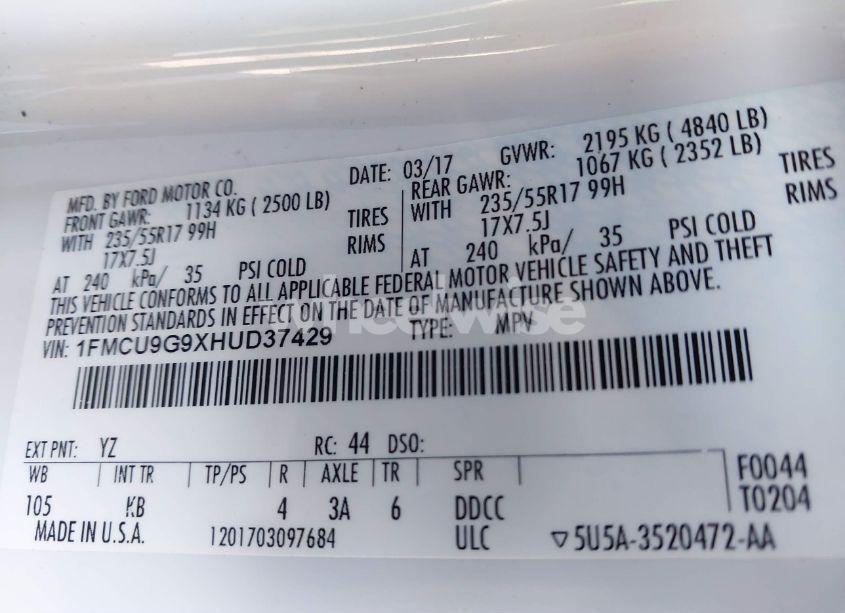 MFD. BY FORD MOTOR CO.
DATE: 03/17 GVWR: 2195 KG ( 4840 LB)
FRONT GAWR: 1134 KG ( 2500 LB)
REAR GAWR: 1067 KG ( 2352 LB)
WITH 235/55R17 99H TIRES
17X7.5J RIMS
AT 240 kPa/ 35 PSI COLD
WITH 235/55R17 99H TIRES
17X7.5J RIMS
AT 240 kPa/ 35 PSI COLD
THIS VEHICLE CONFORMS TO ALL APPLICABLE FEDERAL MOTOR VEHICLE SAFETY AND THEFT
PREVENTION STANDARDS IN EFFECT ON THE DATE OF MANUFACTURE SHOWN ABOVE.
VIN: 1FMCU9G9XHUD37429 TYPE: MPV
EXT PNT: YZ RC: 44 DSO:
WB INT TR TP/PS R AXLE TR SPR F0044
105 KB 4 3A 6 DDCC T0204
MADE IN U.S.A. 1201703097684 ULC ▽5U5A-3520472-AA